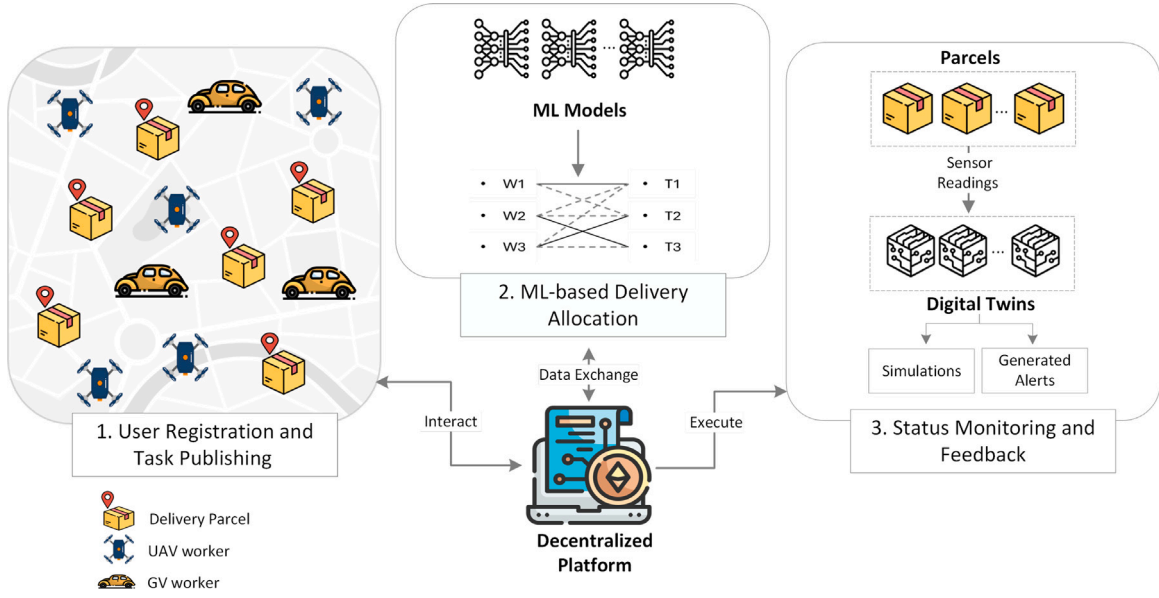 ML Models
W1
T1
W2
T2
W3
T3
2. ML-based Delivery
Allocation
Parcels
Sensor
Readings
Digital Twins
Simulations
Generated
Alerts
3. Status Monitoring and
Feedback
1. User Registration and
Task Publishing
Data Exchange
Interact
Execute
Decentralized
Platform
Delivery Parcel
UAV worker
GV worker